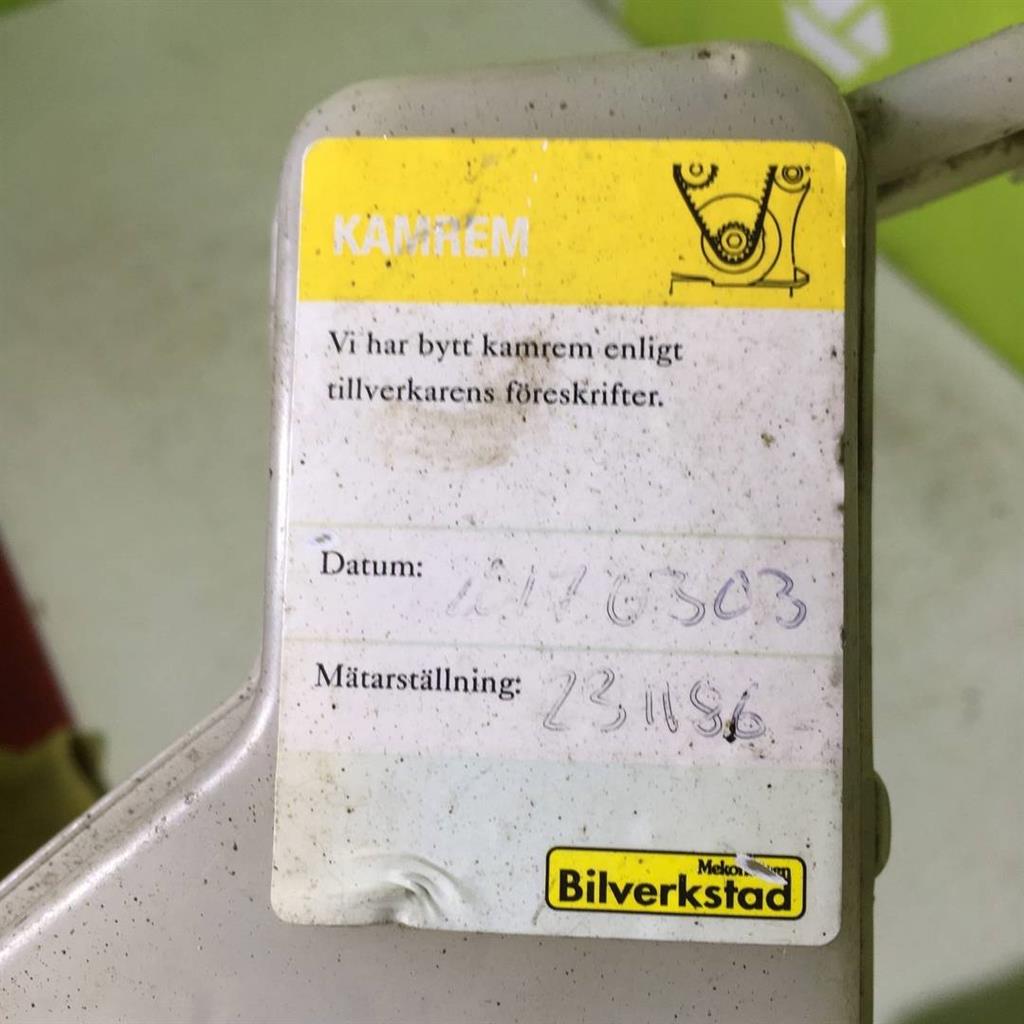 KAMREM
Vi har bytt kamrem enligt
tillverkarens föreskrifter.
Datum: 20170303
Mätarställning: 231186
Bilverkstad